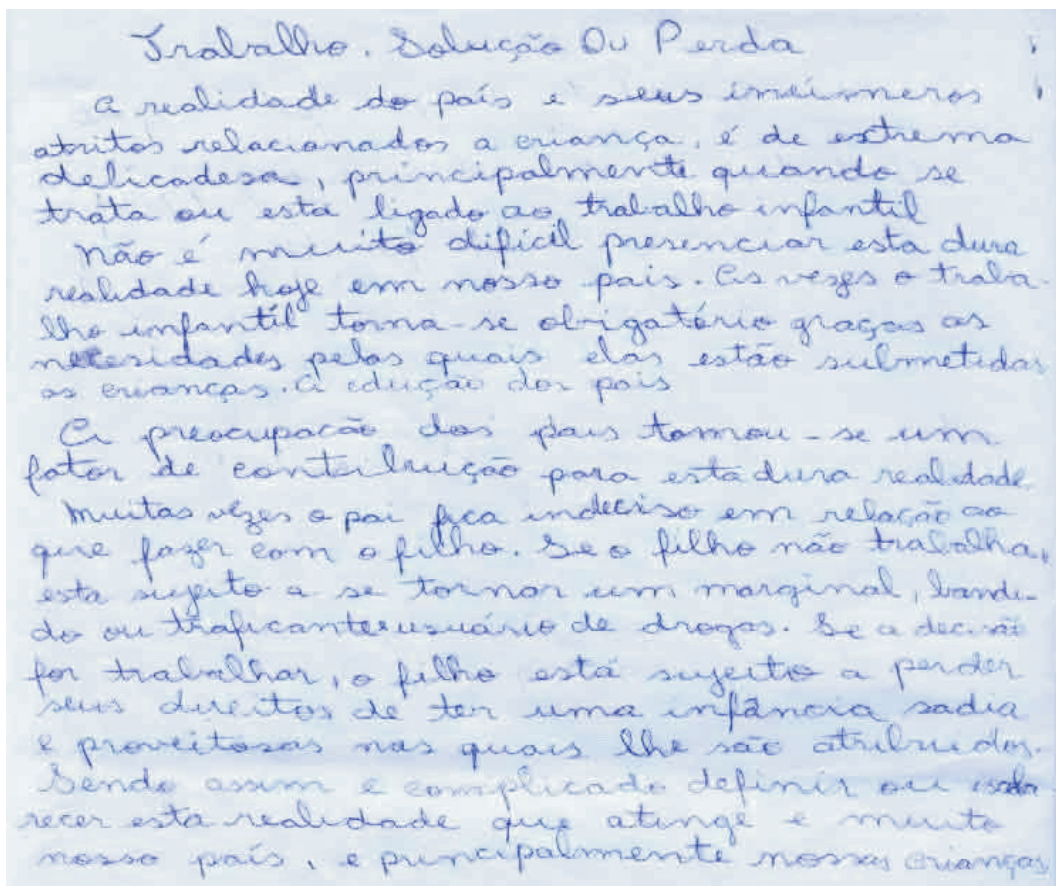 Trabalho. Solução Ou Perda
A realidade do país e seus inúmeros
atritos relacionados a criança, é de extrema
delicadesa, principalmente quando se
trata ou está ligado ao trabalho infantil
Não é muito difícil presenciar esta dura
realidade hoje em nosso país. As vezes o traba-
lho infantil torna-se obrigatório graças as
necesidades pelas quais elas estão submetidas
as crianças. A edução dos pais
A preocupacão dos pais tornou-se um
fator de contribuição para esta dura realidade
Muitas vêzes o pai fica indeciso em relação ao
que fazer com o filho. Se o filho não trabalha,
esta sujeito a se tornar um marginal, bandi-
do ou traficante e usuário de drogas. Se a decisão
for trabalhar, o filho está sujeito a perder
seus direitos de ter uma infância sadia
e proveitosas nas quais lhe são atribuidos.
Sendo assim e complicado definir ou
recer esta realidade que atinge e muito
nosso país, e principalmente nossas crianças